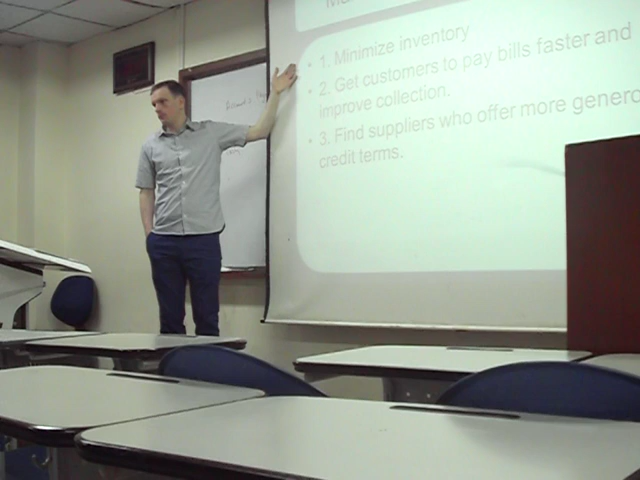 • 1. Minimize inventory
• 2. Get customers to pay bills faster and
improve collection.
• 3. Find suppliers who offer more genero
credit terms.